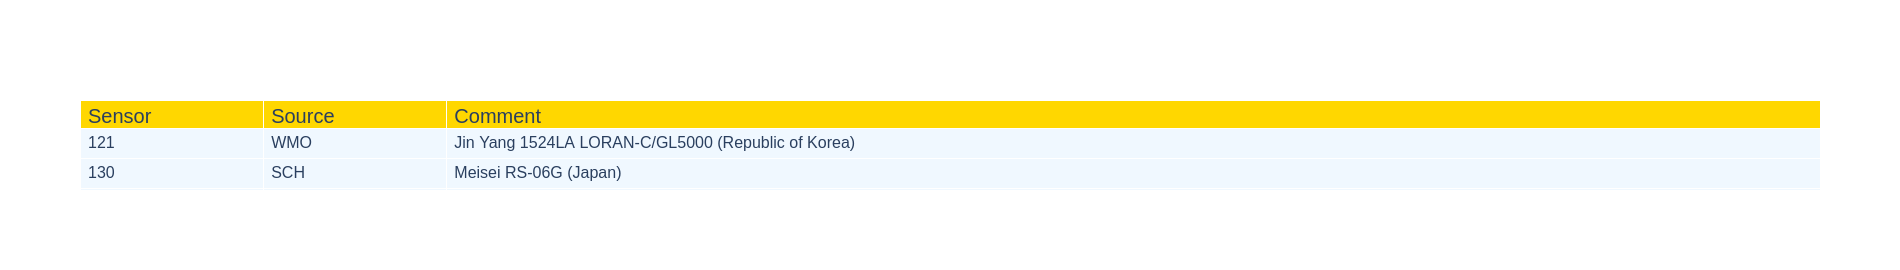 Sensor Source Comment
121 WMO Jin Yang 1524LA LORAN-C/GL5000 (Republic of Korea)
130 SCH Meisei RS-06G (Japan)